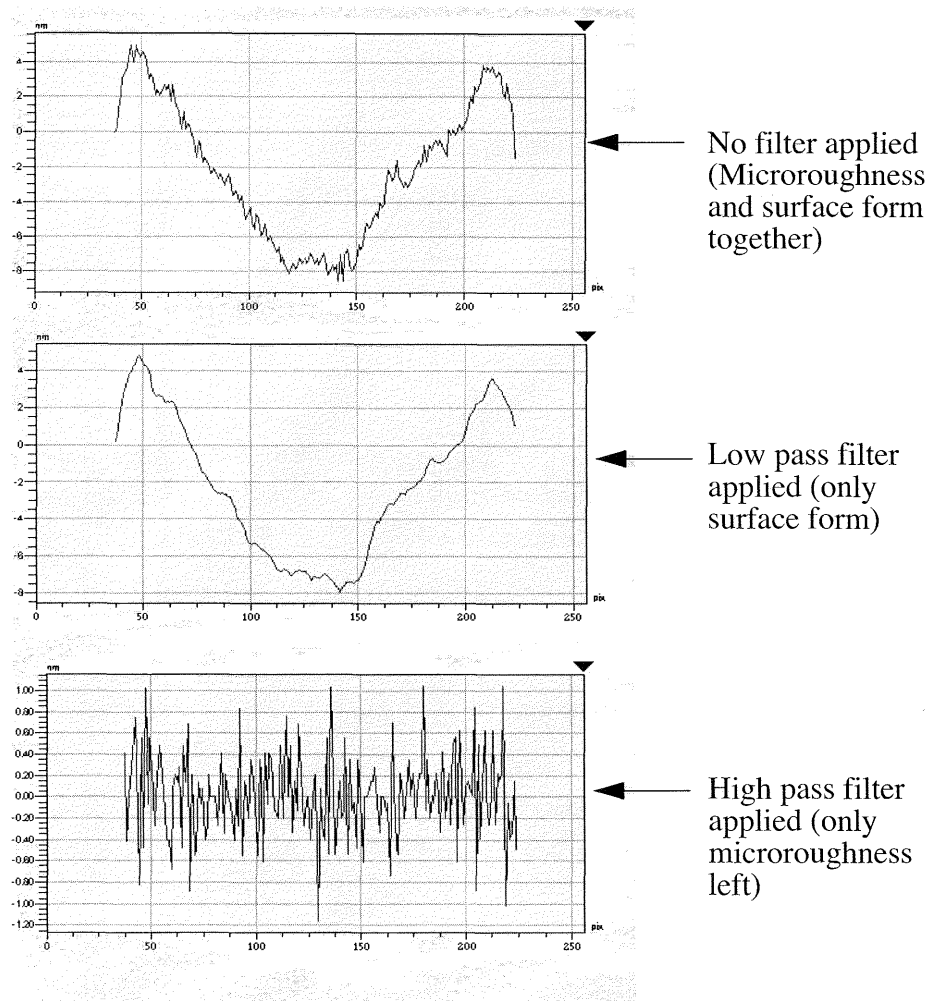 nm
4
2
0
-2
-4
-6
-8
0 50 100 150 200 250 pix
No filter applied
(Microroughness
and surface form
together)
nm
4
2
0
-2
-4
-6
-8
0 50 100 150 200 250 pix
Low pass filter
applied (only
surface form)
nm
1.00
0.80
0.60
0.40
0.20
0.00
-0.20
-0.40
-0.60
-0.80
-1.00
-1.20
0 50 100 150 200 250 pix
High pass filter
applied (only
microroughness
left)